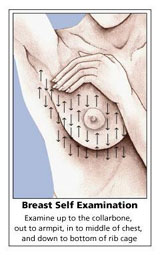 Breast Self Examination
Examine up to the collarbone,
out to armpit, in to middle of chest,
and down to bottom of rib cage